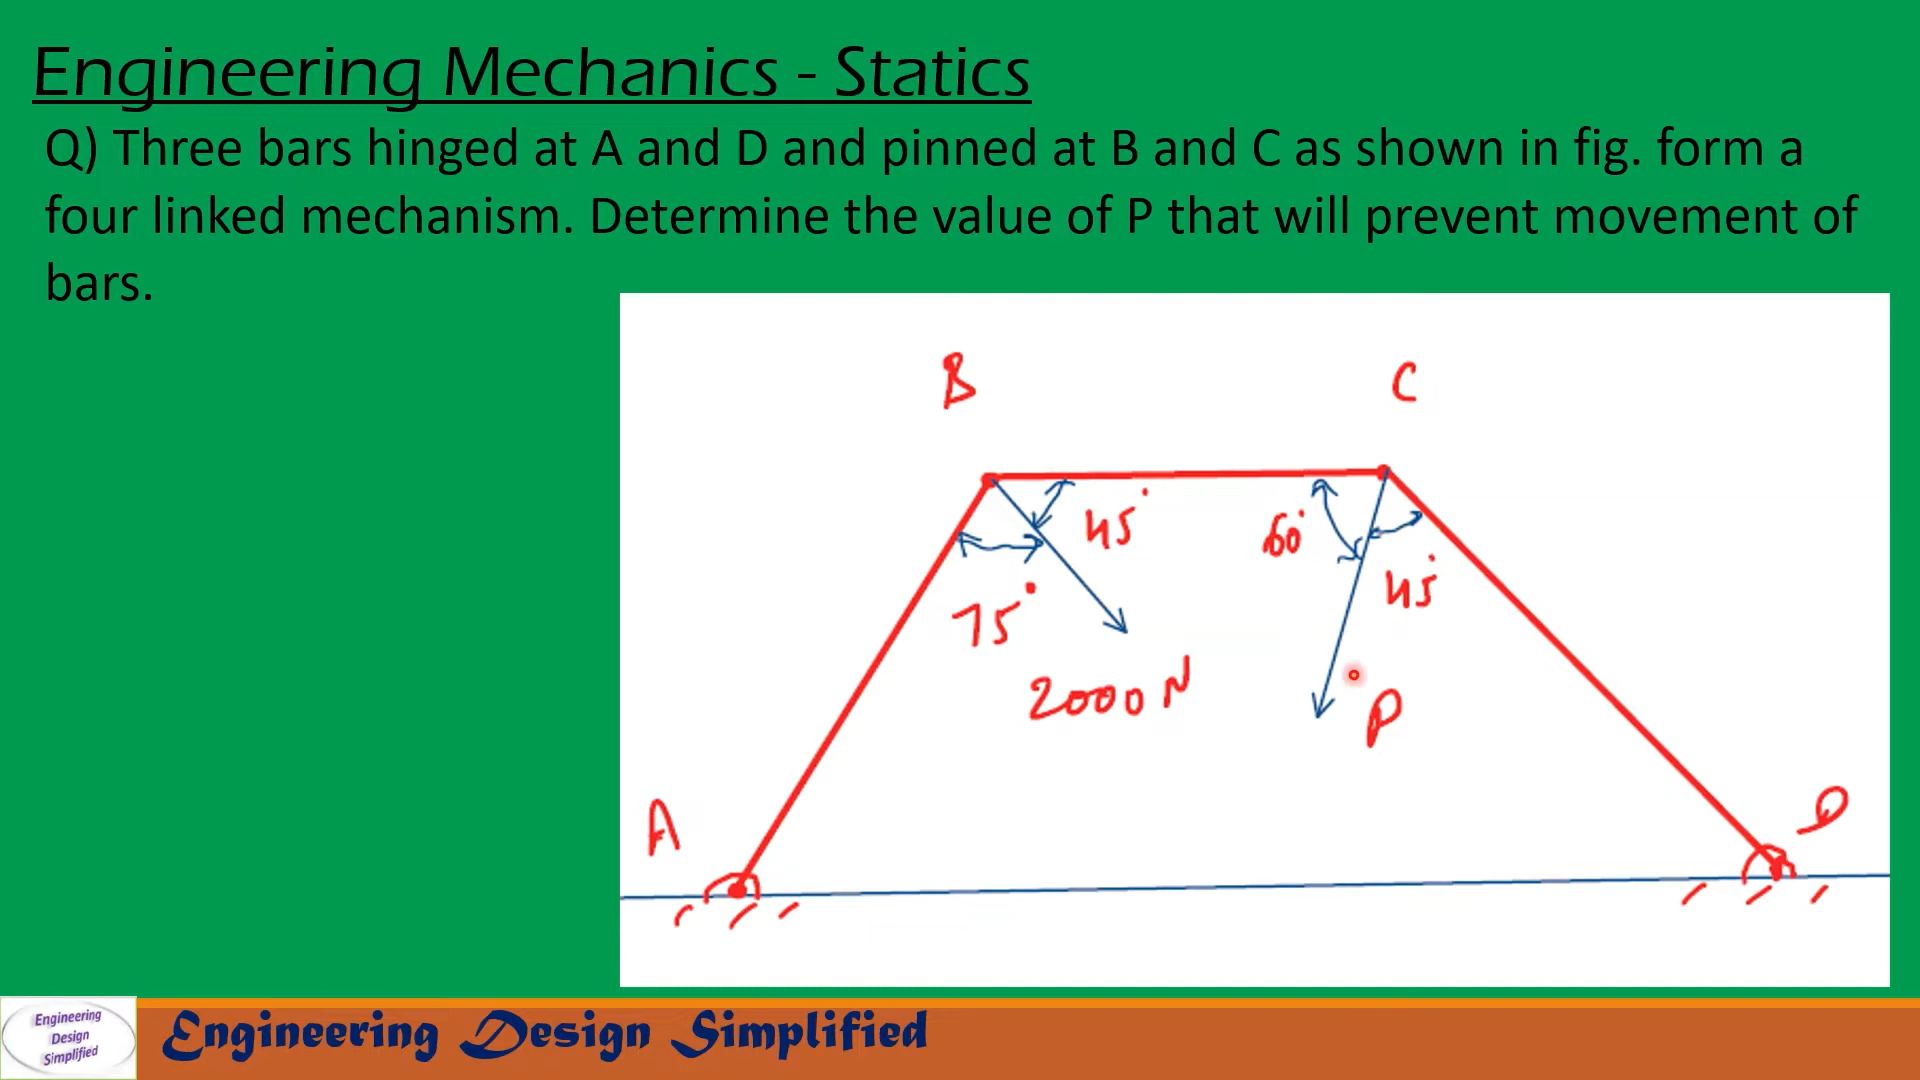 Engineering Mechanics - Statics
Q) Three bars hinged at A and D and pinned at B and C as shown in fig. form a
four linked mechanism. Determine the value of P that will prevent movement of
bars.
B
C
45°
60°
75°
45°
2000 N
P
A
D
Engineering
Design
Simplified
Engineering Design Simplified